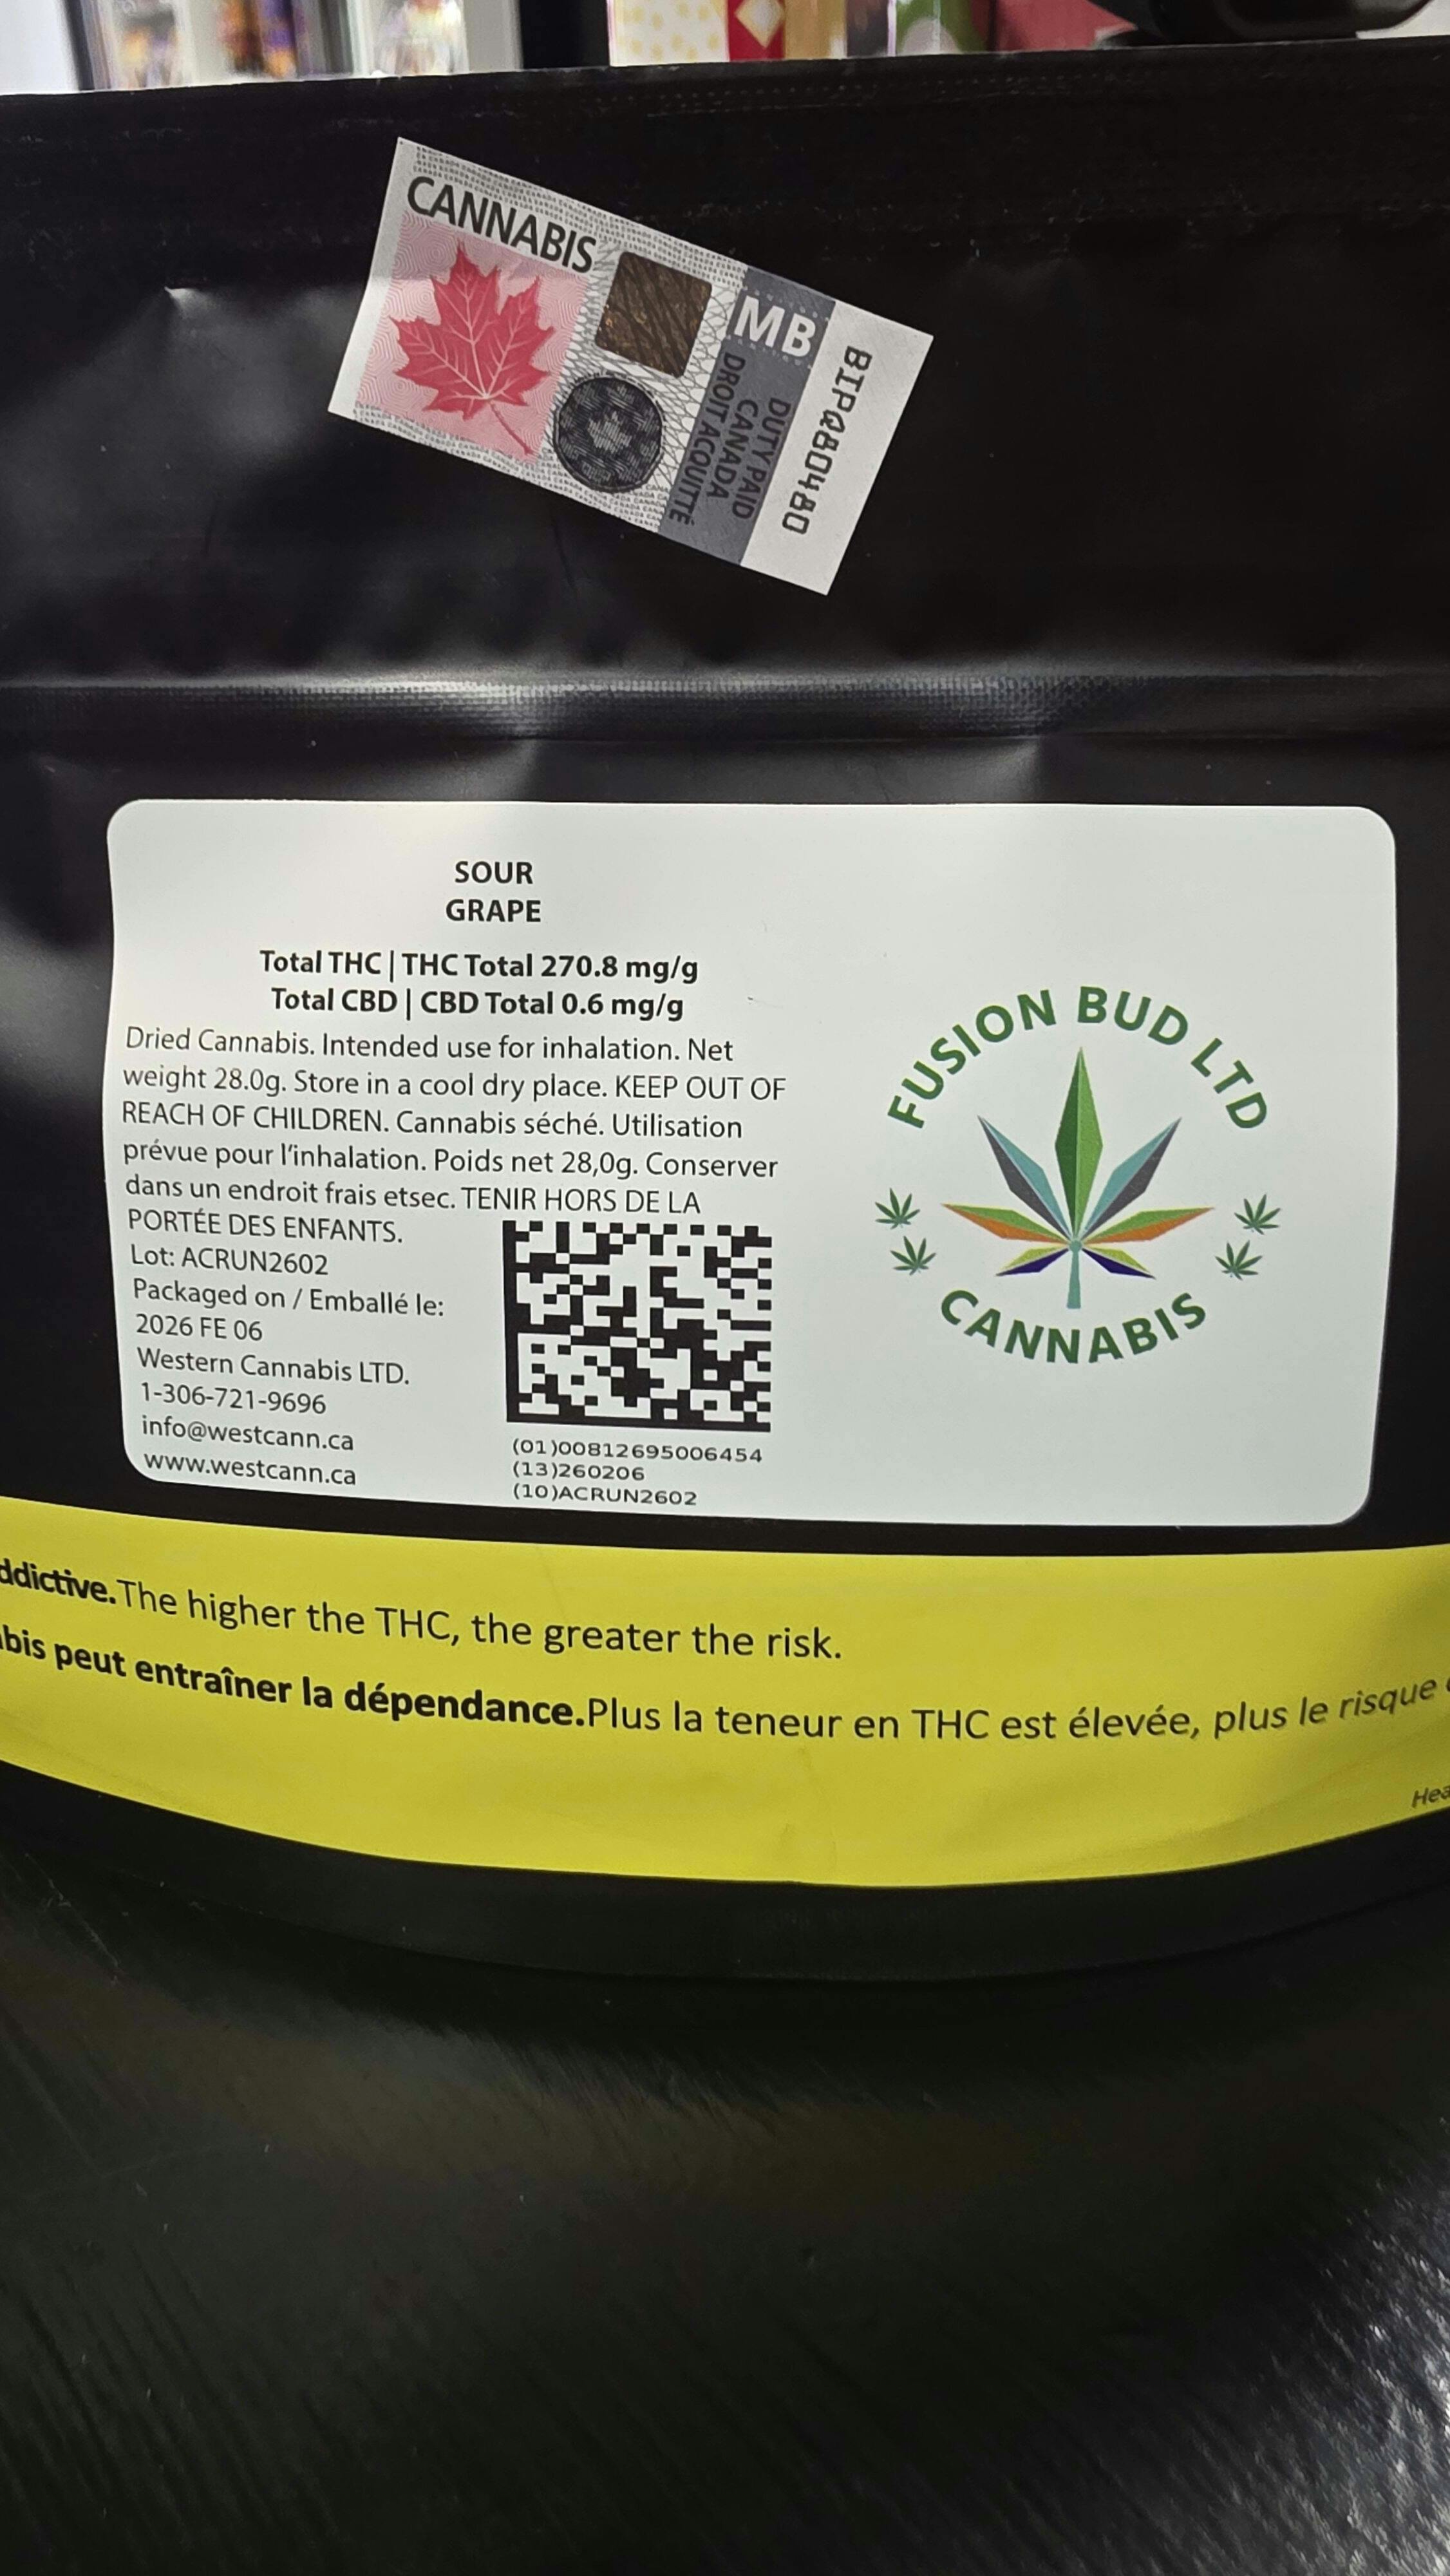 CANNABIS
MB
DUTY PAID
CANADA
DROIT ACQUITTÉ
BIPQ80480
SOUR
GRAPE
Total THC | THC Total 270.8 mg/g
Total CBD | CBD Total 0.6 mg/g
Dried Cannabis. Intended use for inhalation. Net
weight 28.0g. Store in a cool dry place. KEEP OUT OF
REACH OF CHILDREN. Cannabis séché. Utilisation
prévue pour l'inhalation. Poids net 28,0g. Conserver
dans un endroit frais etsec. TENIR HORS DE LA
PORTÉE DES ENFANTS.
Lot: ACRUN2602
Packaged on / Emballé le:
2026 FE 06
Western Cannabis LTD.
1-306-721-9696
info@westcann.ca
www.westcann.ca
(01)00812695006454
(13)260206
(10)ACRUN2602
FUSION BUD LTD
CANNABIS
ddictive.The higher the THC, the greater the risk.
bis peut entraîner la dépendance.Plus la teneur en THC est élevée, plus le risque
Hea